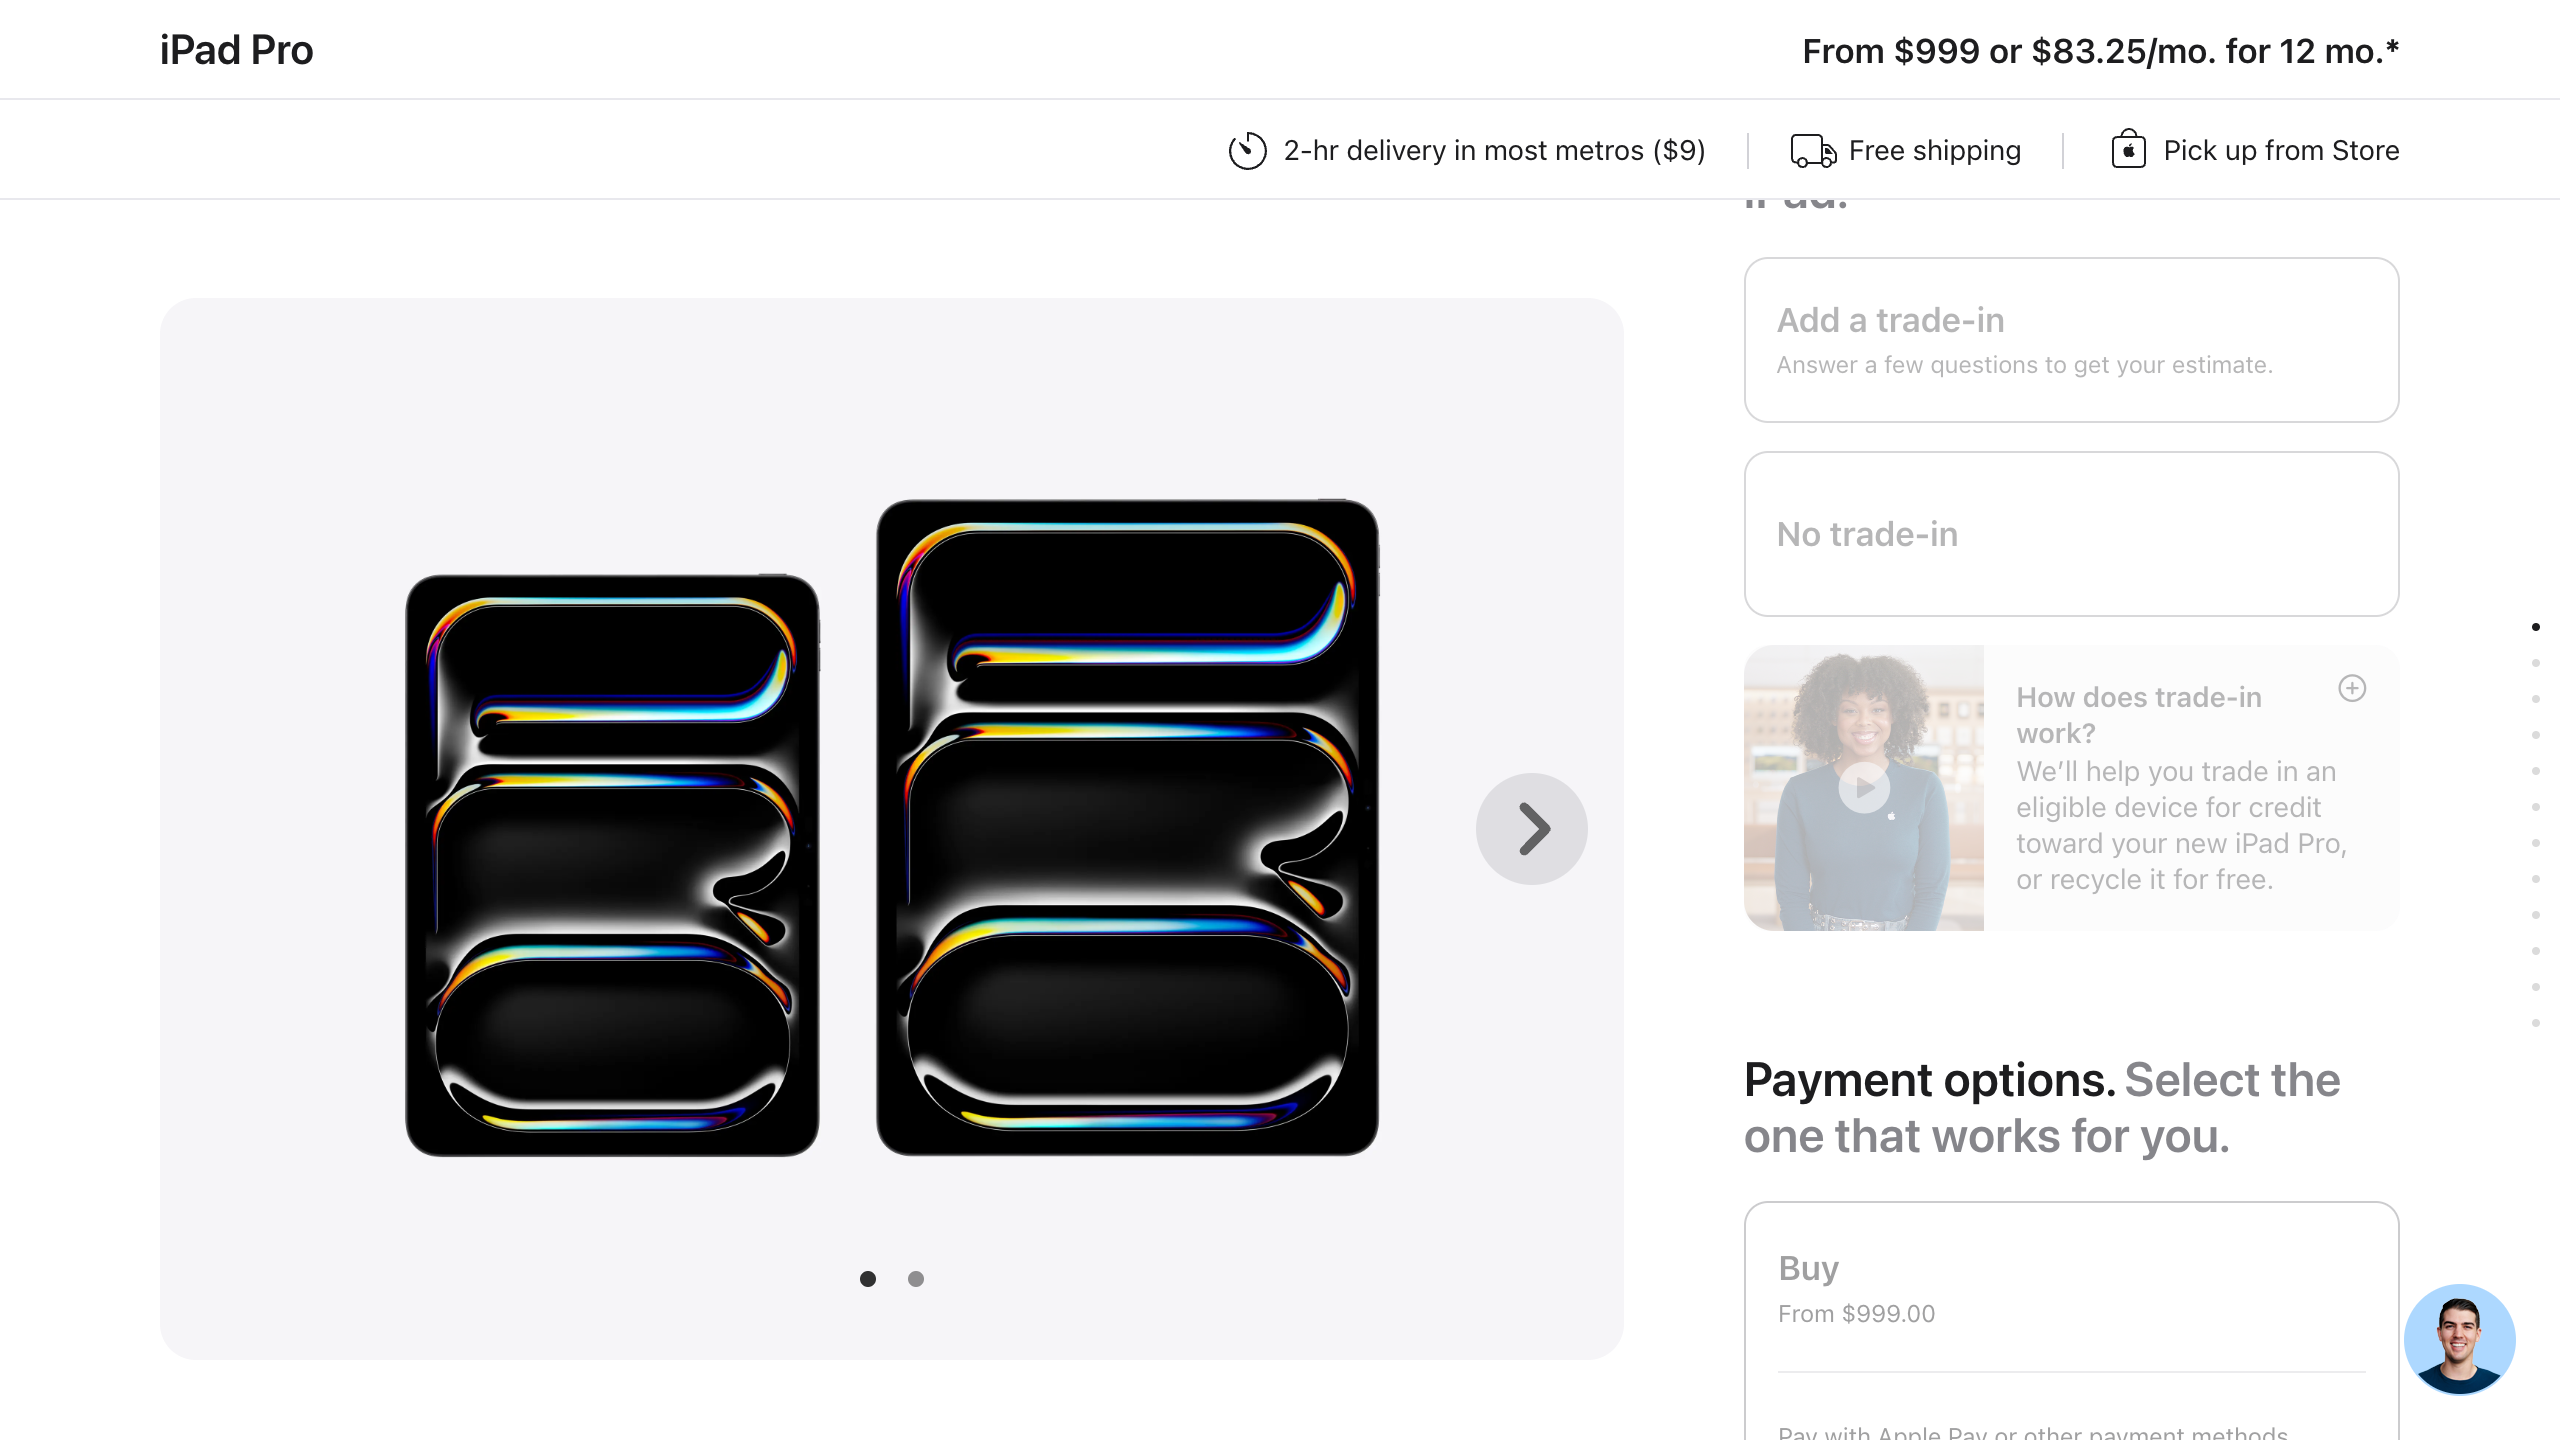 iPad Pro
From $999 or $83.25/mo. for 12 mo.*
2-hr delivery in most metros ($9)
Free shipping
Pick up from Store
iPad.
Add a trade-in
Answer a few questions to get your estimate.
No trade-in
How does trade-in
work?
We’ll help you trade in an
eligible device for credit
toward your new iPad Pro,
or recycle it for free.
Payment options. Select the
one that works for you.
Buy
From $999.00
Pay with Apple Pay or other payment methods